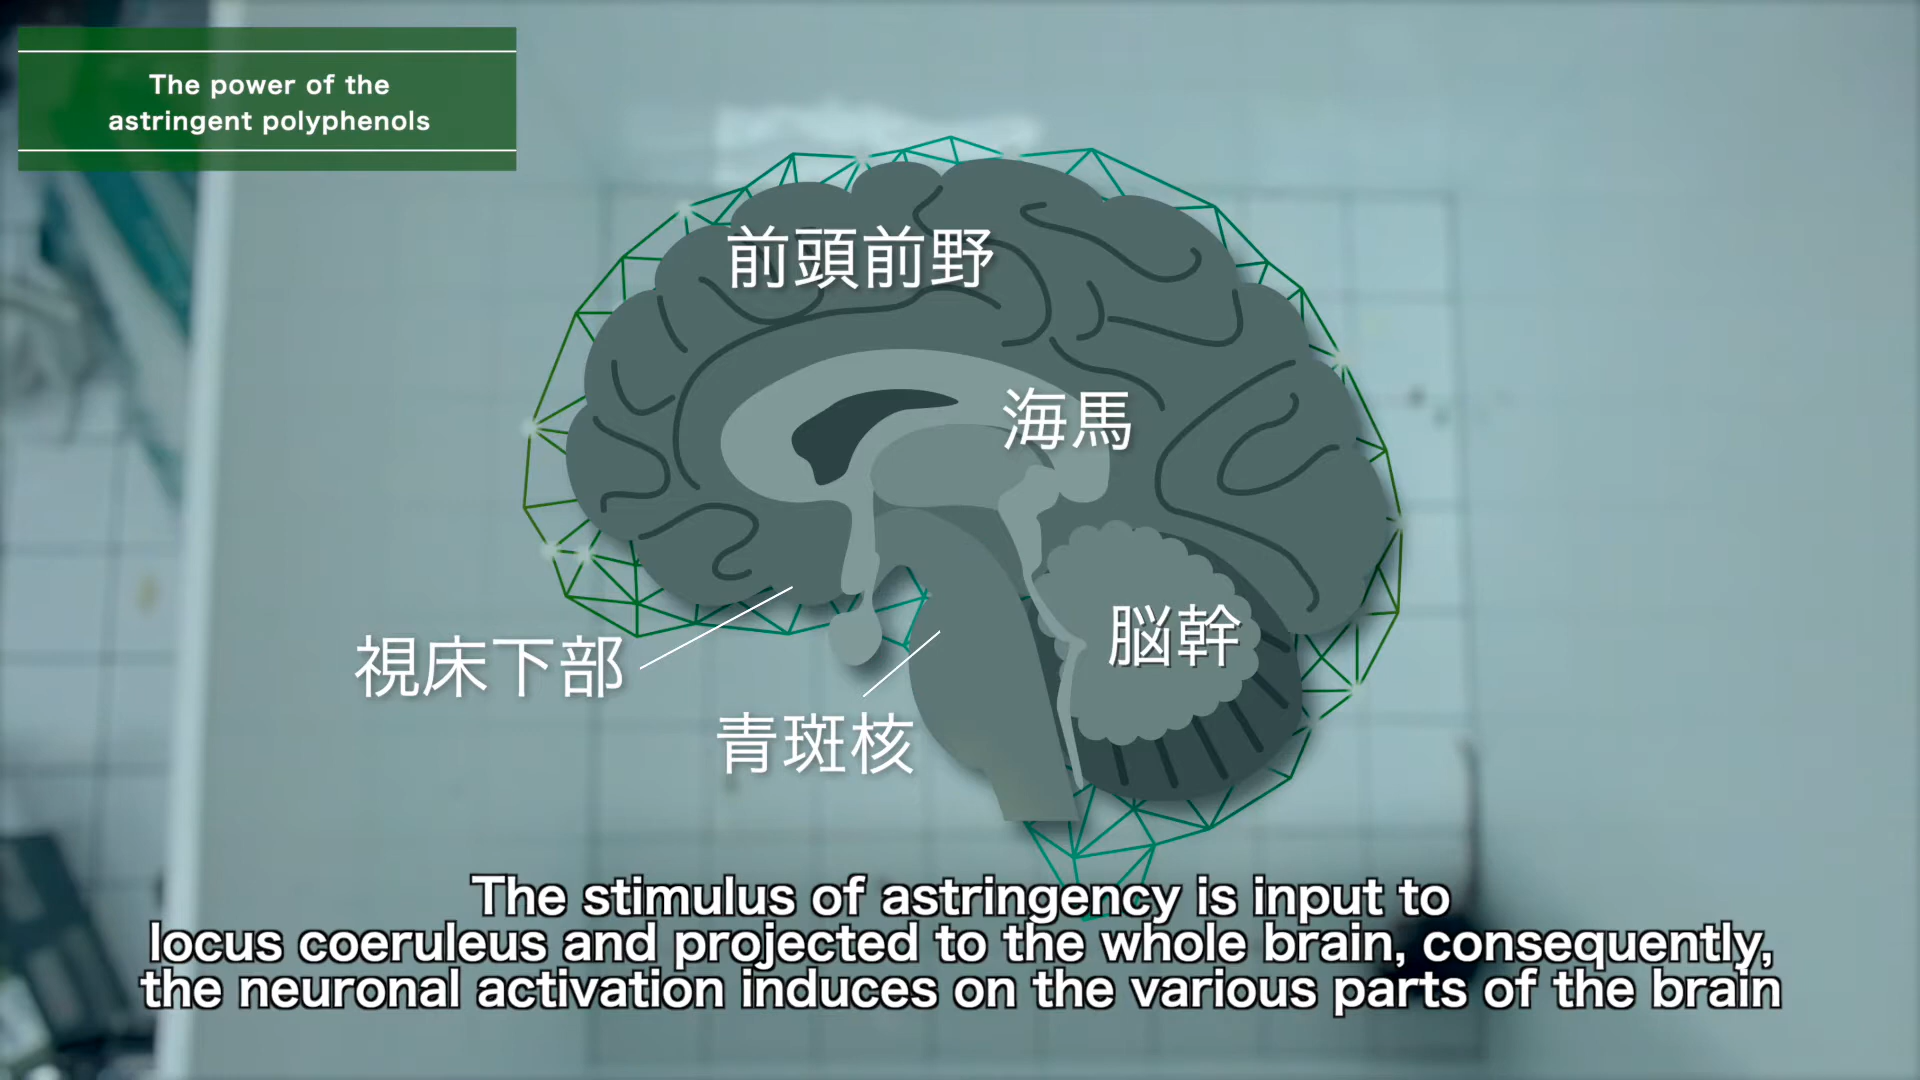 The power of the
astringent polyphenols
前頭前野
海馬
脳幹
視床下部
青斑核
The stimulus of astringency is input to
locus coeruleus and projected to the whole brain, consequently,
the neuronal activation induces on the various parts of the brain